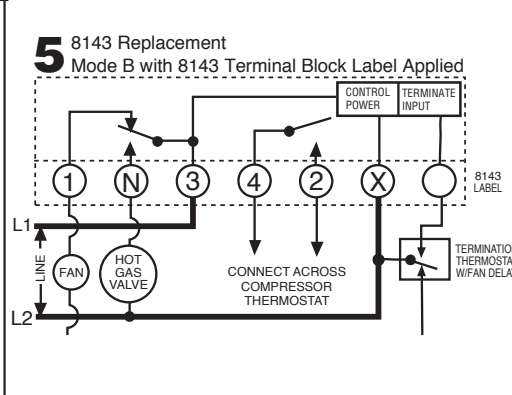 5 8143 Replacement
Mode B with 8143 Terminal Block Label Applied
CONTROL
POWER
TERMINATE
INPUT
1 N 3 4 2 X
8143
LABEL
L1
LINE
FAN
HOT
GAS
VALVE
CONNECT ACROSS
COMPRESSOR
THERMOSTAT
TERMINATION
THERMOSTA
W/FAN DELA
L2